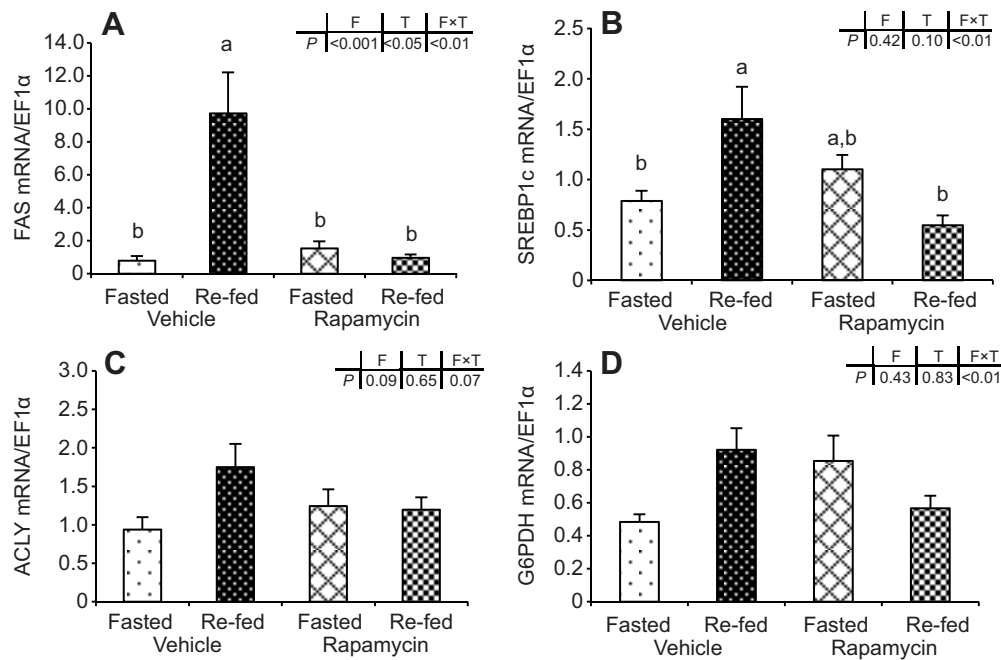 A
F T F×T
P <0.001 <0.05 <0.01
FAS mRNA/EF1α
14.0
12.0
10.0
8.0
6.0
4.0
2.0
0
b
a
b
b
Fasted Re-fed Fasted Re-fed
Vehicle Rapamycin
B
F T F×T
P 0.42 0.10 <0.01
SREBP1c mRNA/EF1α
2.5
2.0
1.5
1.0
0.5
0
b
a
a,b
b
Fasted Re-fed Fasted Re-fed
Vehicle Rapamycin
C
F T F×T
P 0.09 0.65 0.07
ACLY mRNA/EF1α
3.0
2.5
2.0
1.5
1.0
0.5
0
Fasted Re-fed Fasted Re-fed
Vehicle Rapamycin
D
F T F×T
P 0.43 0.83 <0.01
G6PDH mRNA/EF1α
1.4
1.2
1.0
0.8
0.6
0.4
0.2
0
Fasted Re-fed Fasted Re-fed
Vehicle Rapamycin